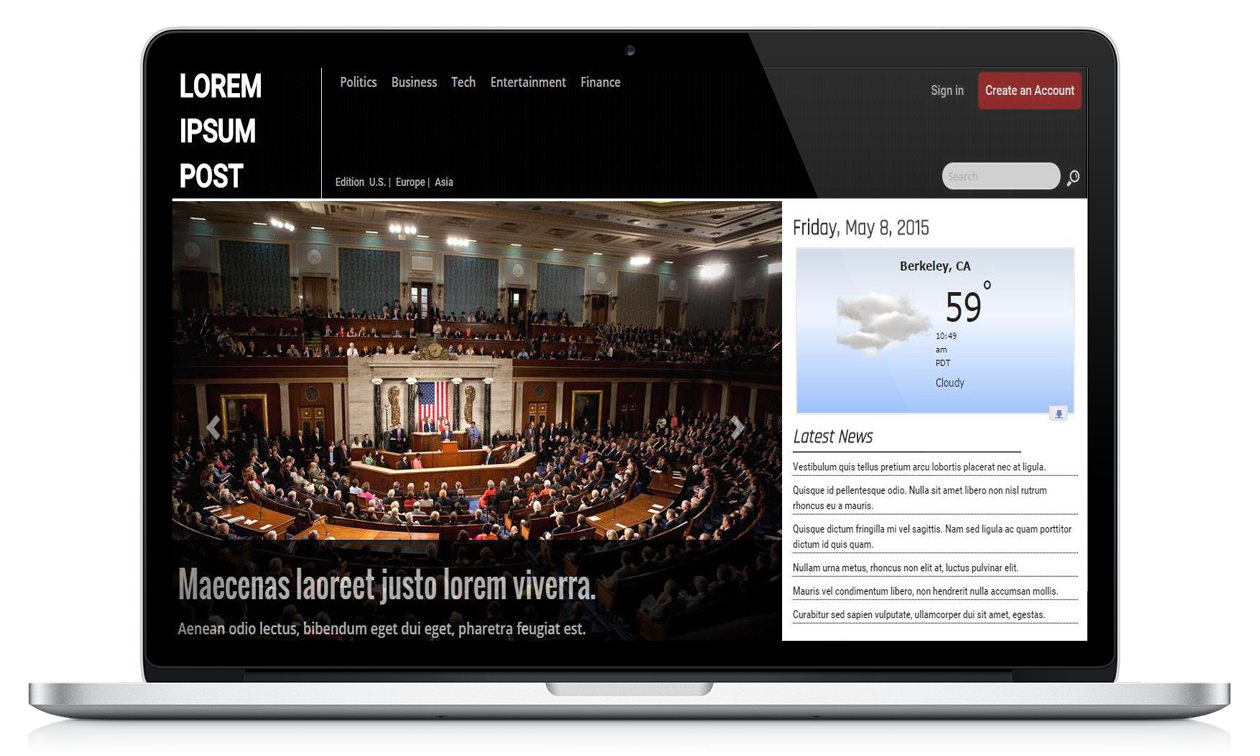 LOREM
IPSUM
POST
Politics Business Tech Entertainment Finance
Edition U.S. | Europe | Asia
Sign in
Create an Account
Search
Friday, May 8, 2015
Berkeley, CA
59°
10:49
am
PDT
Cloudy
Latest News
Vestibulum quis tellus pretium arcu lobortis placerat nec at ligula.
Quisque id pellentesque odio. Nulla sit amet libero non nisl rutrum
rhoncus eu a mauris.
Quisque dictum fringilla mi vel sagittis. Nam sed ligula ac quam porttitor
dictum id quis quam.
Nullam urna metus, rhoncus non elit at, luctus pulvinar elit.
Mauris vel condimentum libero, non hendrerit nulla accumsan mollis.
Curabitur sed sapien vulputate, ullamcorper dui sit amet, egestas.
Maecenas laoreet justo lorem viverra.
Aenean odio lectus, bibendum eget dui eget, pharetra feugiat est.